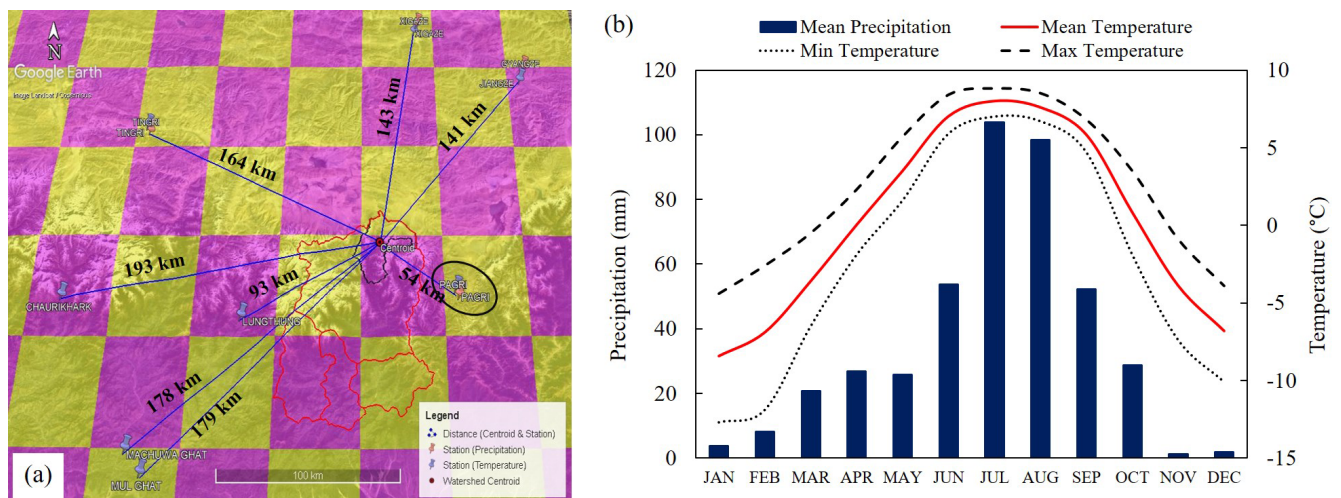 XIGAZE
XIGAZE
N
Google Earth
Image Landsat / Copernicus
GYANGZE
JIANGZE
143 km
141 km
TINGRI
TINGRI
164 km
Centroid
193 km
93 km
54 km
PAGRI
PAGRI
CHAURIKHARK
LUNGTHUNG
178 km
179 km
MACHUWA GHAT
MUL GHAT
100 km
Legend
Distance (Centroid & Station)
Station (Precipitation)
Station (Temperature)
Watershed Centroid
(a)
(b)
Mean Precipitation
Mean Temperature
Min Temperature
Max Temperature
Precipitation (mm)
120
100
80
60
40
20
0
Temperature (°C)
10
5
0
-5
-10
-15
JAN FEB MAR APR MAY JUN JUL AUG SEP OCT NOV DEC